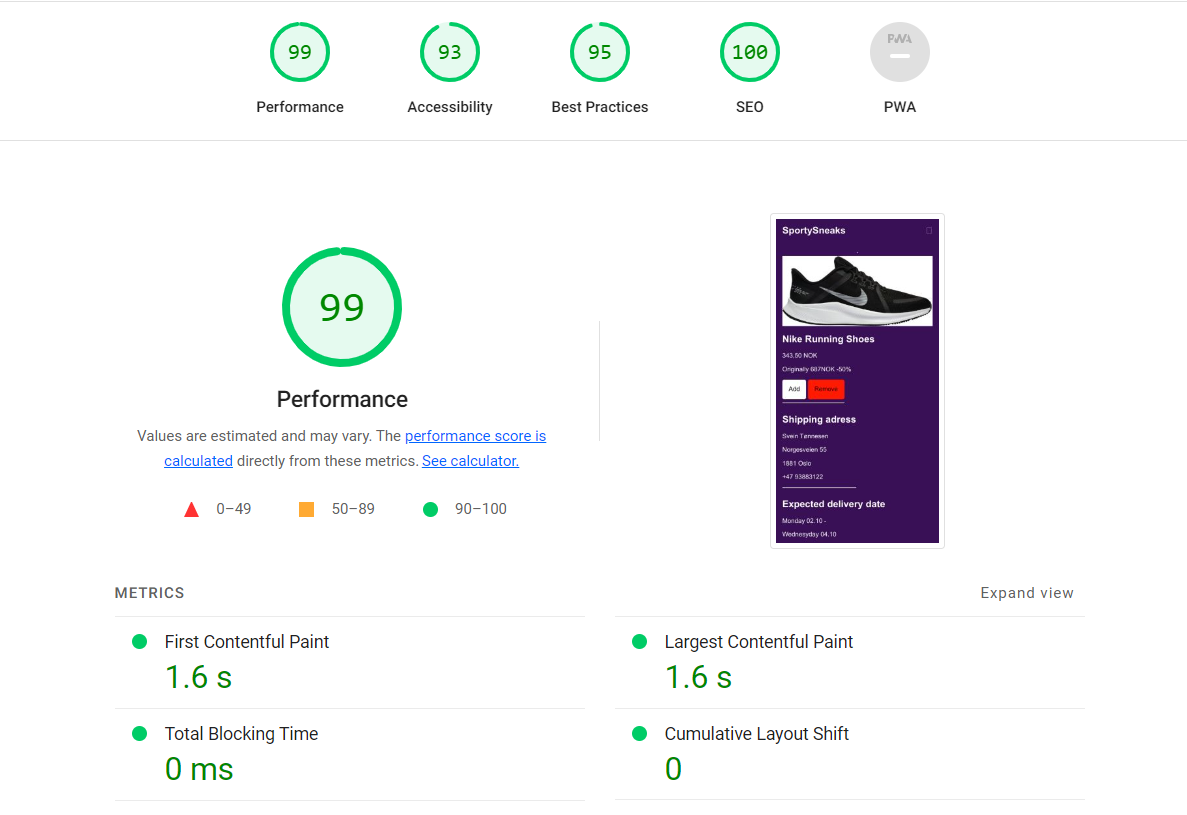 99
93
95
100
PWA
Performance
Accessibility
Best Practices
SEO
PWA
99
Performance
Values are estimated and may vary. The performance score is
calculated directly from these metrics. See calculator.
0–49
50–89
90–100
SportySneaks
Nike Running Shoes
343.50 NOK
Originally 687NOK -50%
Add
Remove
Shipping adress
Svein Tønnesen
Norgesveien 55
1881 Oslo
+47 93883122
Expected delivery date
Monday 02.10 -
Wednesyday 04.10
METRICS
Expand view
First Contentful Paint
1.6 s
Largest Contentful Paint
1.6 s
Total Blocking Time
0 ms
Cumulative Layout Shift
0